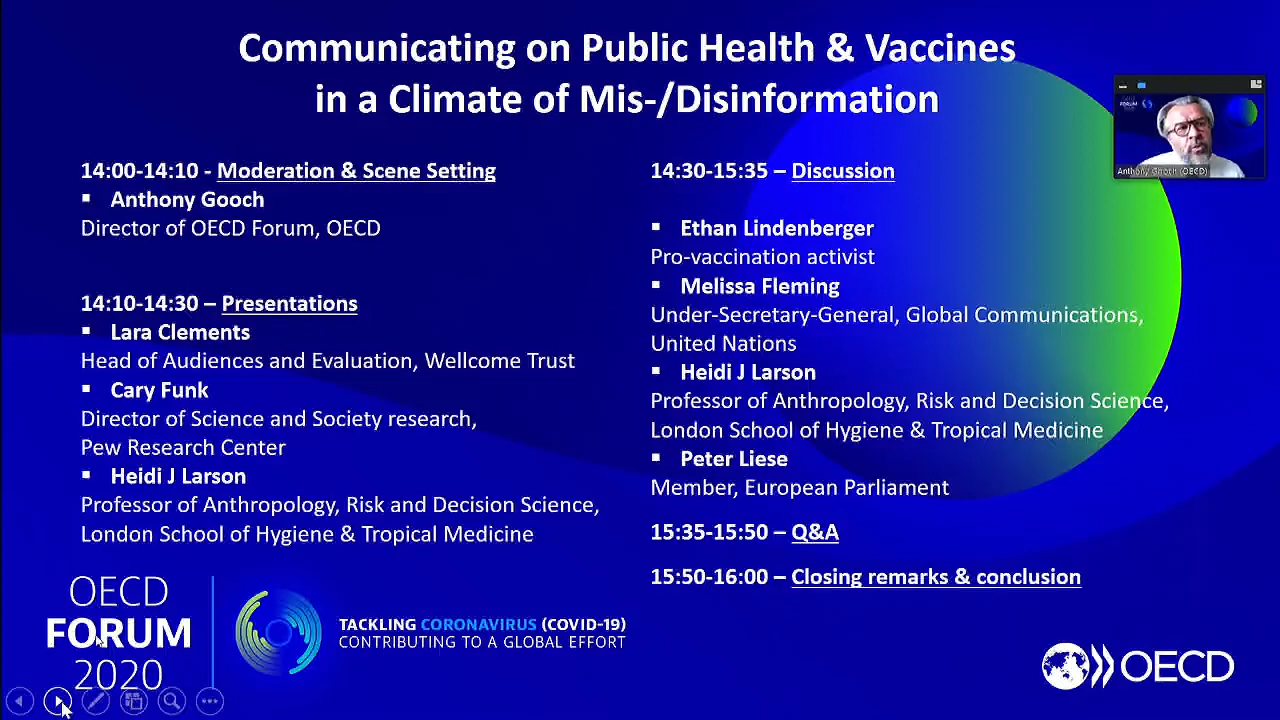 Communicating on Public Health & Vaccines
in a Climate of Mis-/Disinformation
14:00-14:10 - Moderation & Scene Setting
▪ Anthony Gooch
Director of OECD Forum, OECD
14:10-14:30 – Presentations
▪ Lara Clements
Head of Audiences and Evaluation, Wellcome Trust
▪ Cary Funk
Director of Science and Society research,
Pew Research Center
▪ Heidi J Larson
Professor of Anthropology, Risk and Decision Science,
London School of Hygiene & Tropical Medicine
14:30-15:35 – Discussion
▪ Ethan Lindenberger
Pro-vaccination activist
▪ Melissa Fleming
Under-Secretary-General, Global Communications,
United Nations
▪ Heidi J Larson
Professor of Anthropology, Risk and Decision Science,
London School of Hygiene & Tropical Medicine
▪ Peter Liese
Member, European Parliament
15:35-15:50 – Q&A
15:50-16:00 – Closing remarks & conclusion
OECD
FORUM
2020
TACKLING CORONAVIRUS (COVID-19)
CONTRIBUTING TO A GLOBAL EFFORT
OECD
FORUM
Anthony Gooch (OECD)